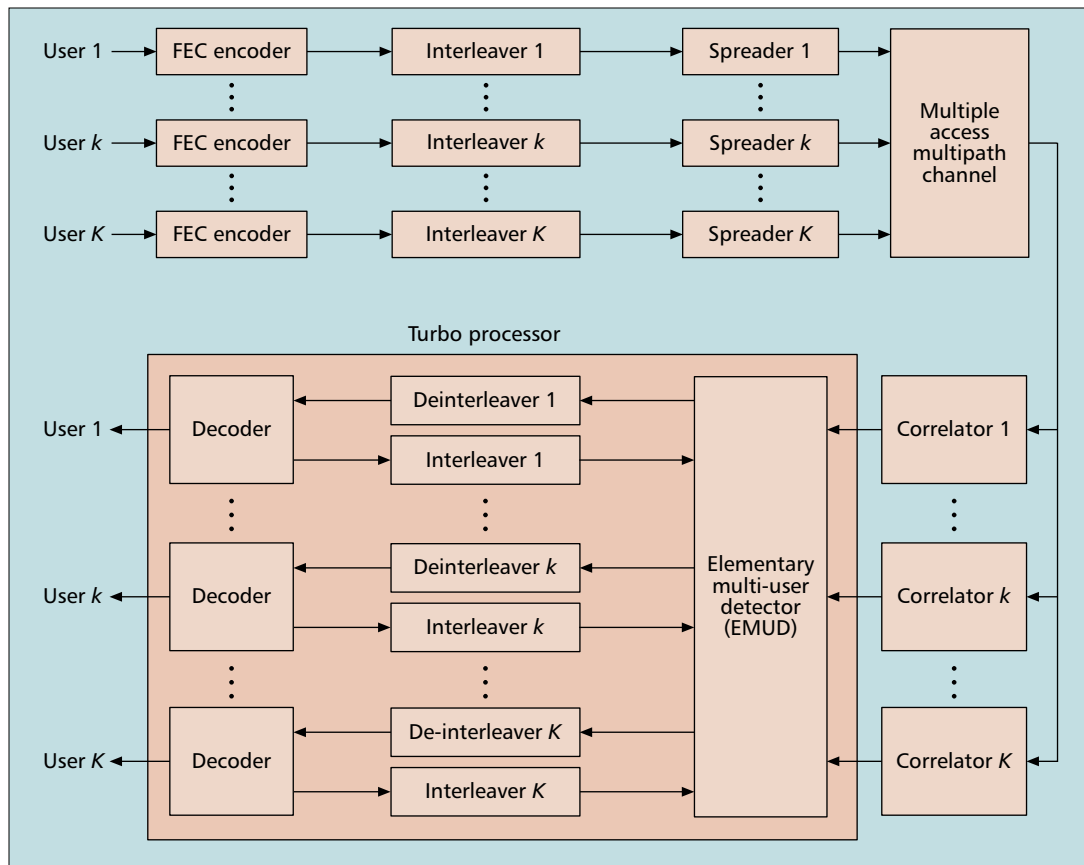 User 1
FEC encoder
Interleaver 1
Spreader 1
User k
FEC encoder
Interleaver k
Spreader k
Multiple
access
multipath
channel
User K
FEC encoder
Interleaver K
Spreader K
Turbo processor
User 1
Decoder
Deinterleaver 1
Interleaver 1
Correlator 1
User k
Decoder
Deinterleaver k
Interleaver k
Elementary
multi-user
detector
(EMUD)
Correlator k
User K
Decoder
De-interleaver K
Interleaver K
Correlator K